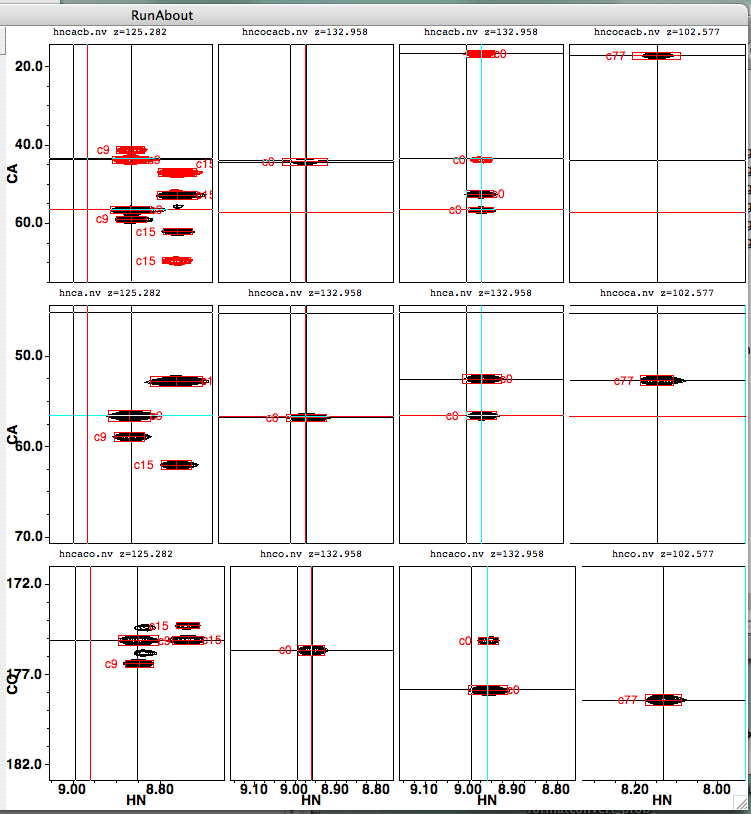 RunAbout
hncacb.nv z=125.282 hncocacb.nv z=132.958 hncacb.nv z=132.958 hncocacb.nv z=102.577
20.0
c0
c77
40.0
c9
c0
c0
CA
60.0
c9
c0
c15
c15
hnca.nv z=125.282 hncoca.nv z=132.958 hnca.nv z=132.958 hncoca.nv z=102.577
50.0
c0
c77
c0
c0
CA
60.0
c9
c15
70.0
hncaco.nv z=125.282 hnco.nv z=132.958 hncaco.nv z=132.958 hnco.nv z=102.577
172.0
c15
c15
c0
c0
c9
177.0
c0
c77
182.0
9.00 8.80 9.10 9.00 8.90 8.80 9.10 9.00 8.90 8.80 8.20 8.00
HN HN HN HN